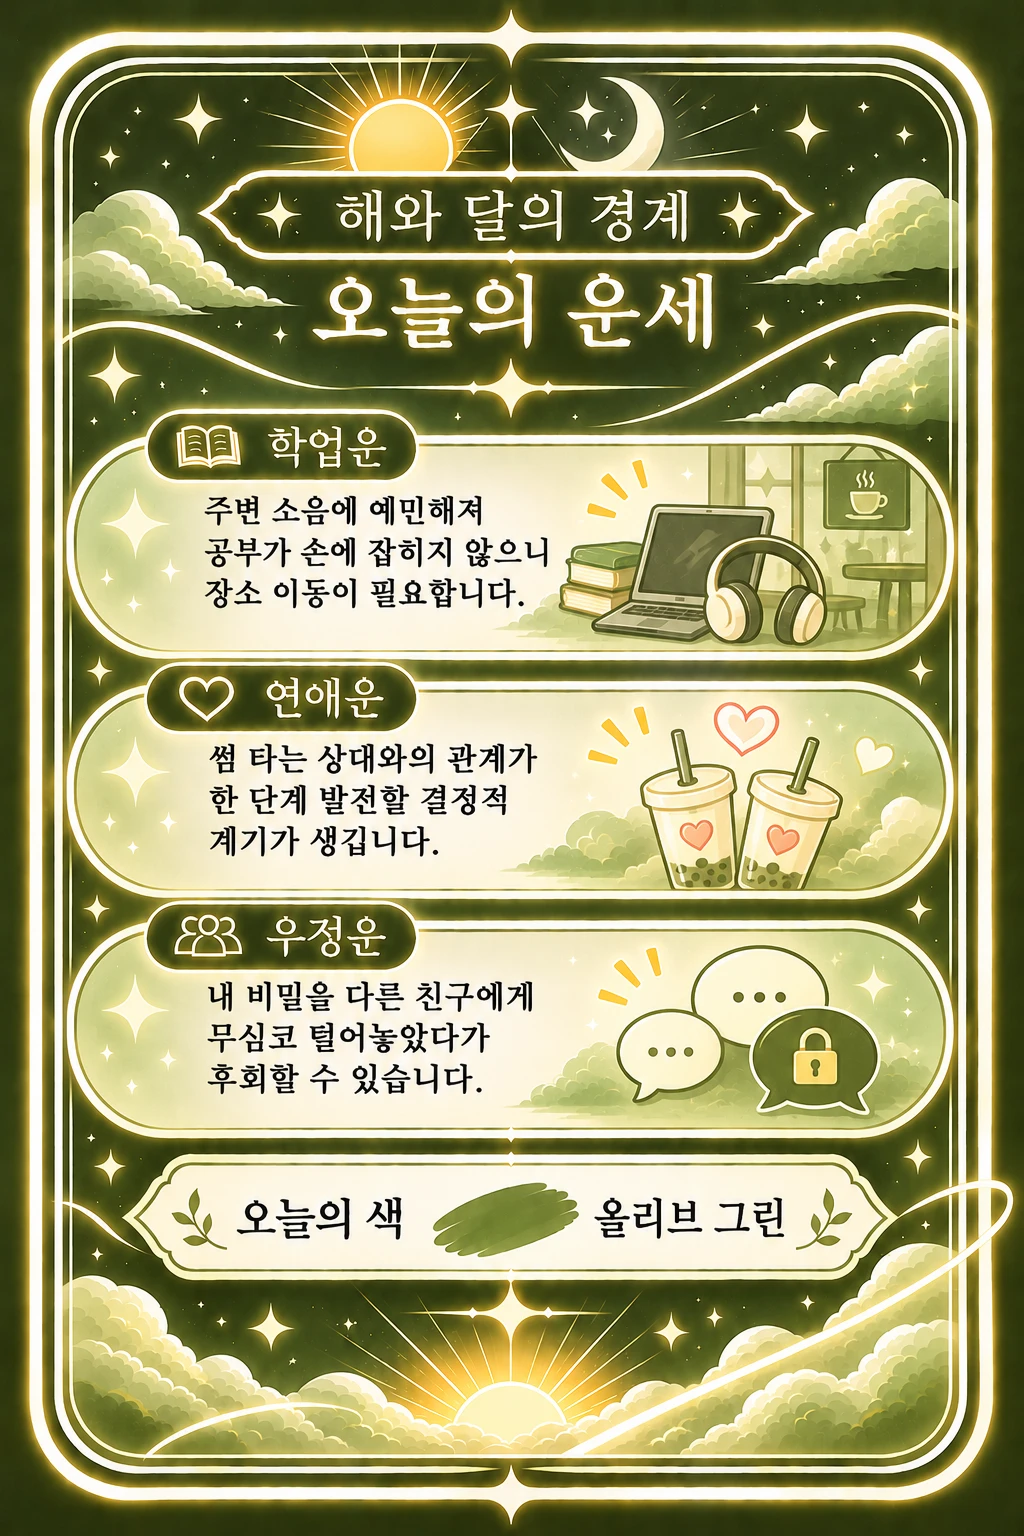 해와 달의 경계
오늘의 운세
학업운
주변 소음에 예민해져
공부가 손에 잡히지 않으니
장소 이동이 필요합니다.
연애운
썸 타는 상대와의 관계가
한 단계 발전할 결정적
계기가 생깁니다.
우정운
내 비밀을 다른 친구에게
무심코 털어놓았다가
후회할 수 있습니다.
오늘의 색
올리브 그린